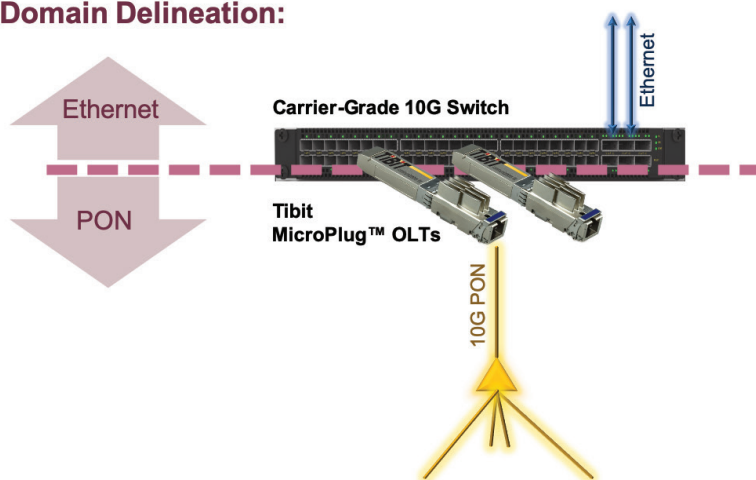 Domain Delineation:
Ethernet
Ethernet
Carrier-Grade 10G Switch
PON
Tibit
MicroPlug™ OLTs
10G PON